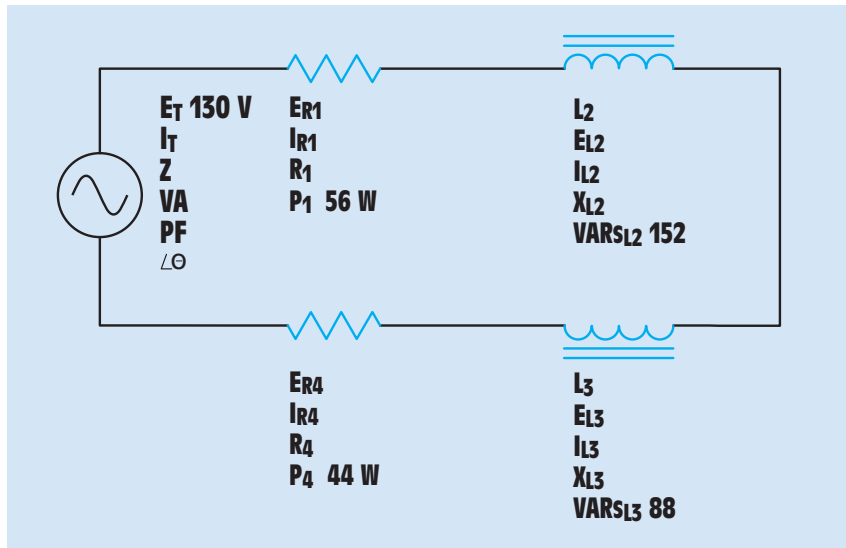 ET 130 V
IT
Z
VA
PF
∠Θ
ER1
IR1
R1
P1 56 W
L2
EL2
IL2
XL2
VARSL2 152
ER4
IR4
R4
P4 44 W
L3
EL3
IL3
XL3
VARSL3 88